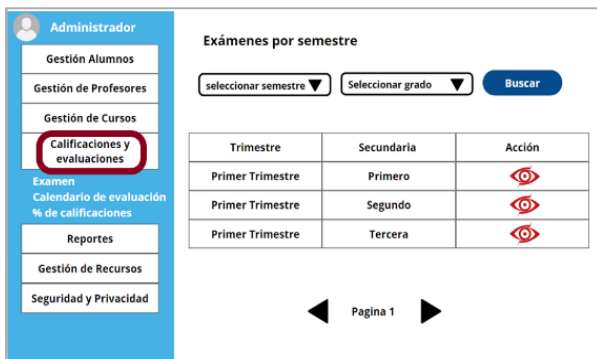 Administrador
Gestión Alumnos
Gestión de Profesores
Gestión de Cursos
Calificaciones y
evaluaciones
Examen
Calendario de evaluación
% de calificaciones
Reportes
Gestión de Recursos
Seguridad y Privacidad
Exámenes por semestre
seleccionar semestre Seleccionar grado Buscar
Trimestre Secundaria Acción
Primer Trimestre Primero
Primer Trimestre Segundo
Primer Trimestre Tercera
Pagina 1